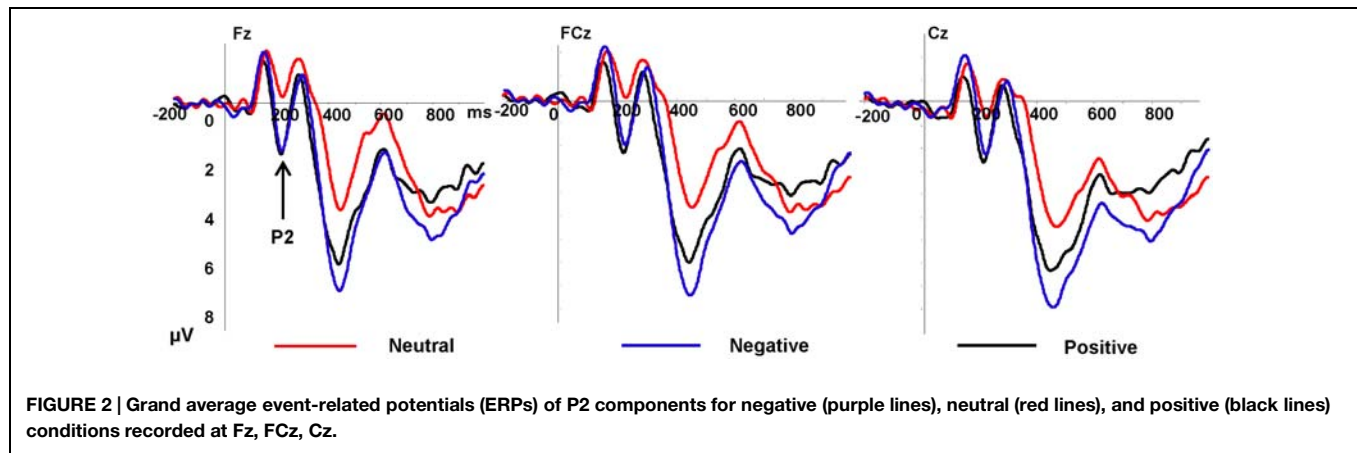 Fz FCz Cz
-200 0 200 400 600 800 ms -200 0 200 400 600 800 -200 0 200 400 600 800
2
4
P2
6
8
µV
Neutral Negative Positive
FIGURE 2 | Grand average event-related potentials (ERPs) of P2 components for negative (purple lines), neutral (red lines), and positive (black lines)
conditions recorded at Fz, FCz, Cz.